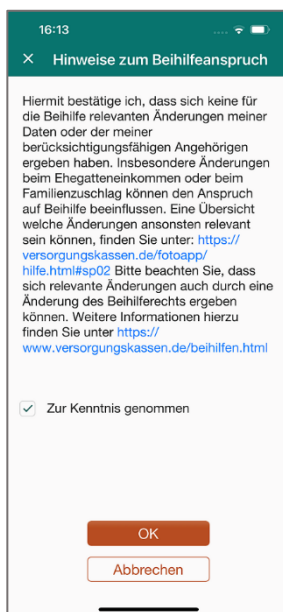 16:13
× Hinweise zum Beihilfeanspruch
Hiermit bestätige ich, dass sich keine für
die Beihilfe relevanten Änderungen meiner
Daten oder der meiner
berücksichtigungsfähigen Angehörigen
ergeben haben. Insbesondere Änderungen
beim Ehegatteneinkommen oder beim
Familienzuschlag können den Anspruch
auf Beihilfe beeinflussen. Eine Übersicht
welche Änderungen ansonsten relevant
sein können, finden Sie unter: https://
versorgungskassen.de/fotoapp/
hilfe.html#sp02 Bitte beachten Sie, dass
sich relevante Änderungen auch durch eine
Änderung des Beihilferechts ergeben
können. Weitere Informationen hierzu
finden Sie unter https://
www.versorgungskassen.de/beihilfen.html
Zur Kenntnis genommen
OK
Abbrechen